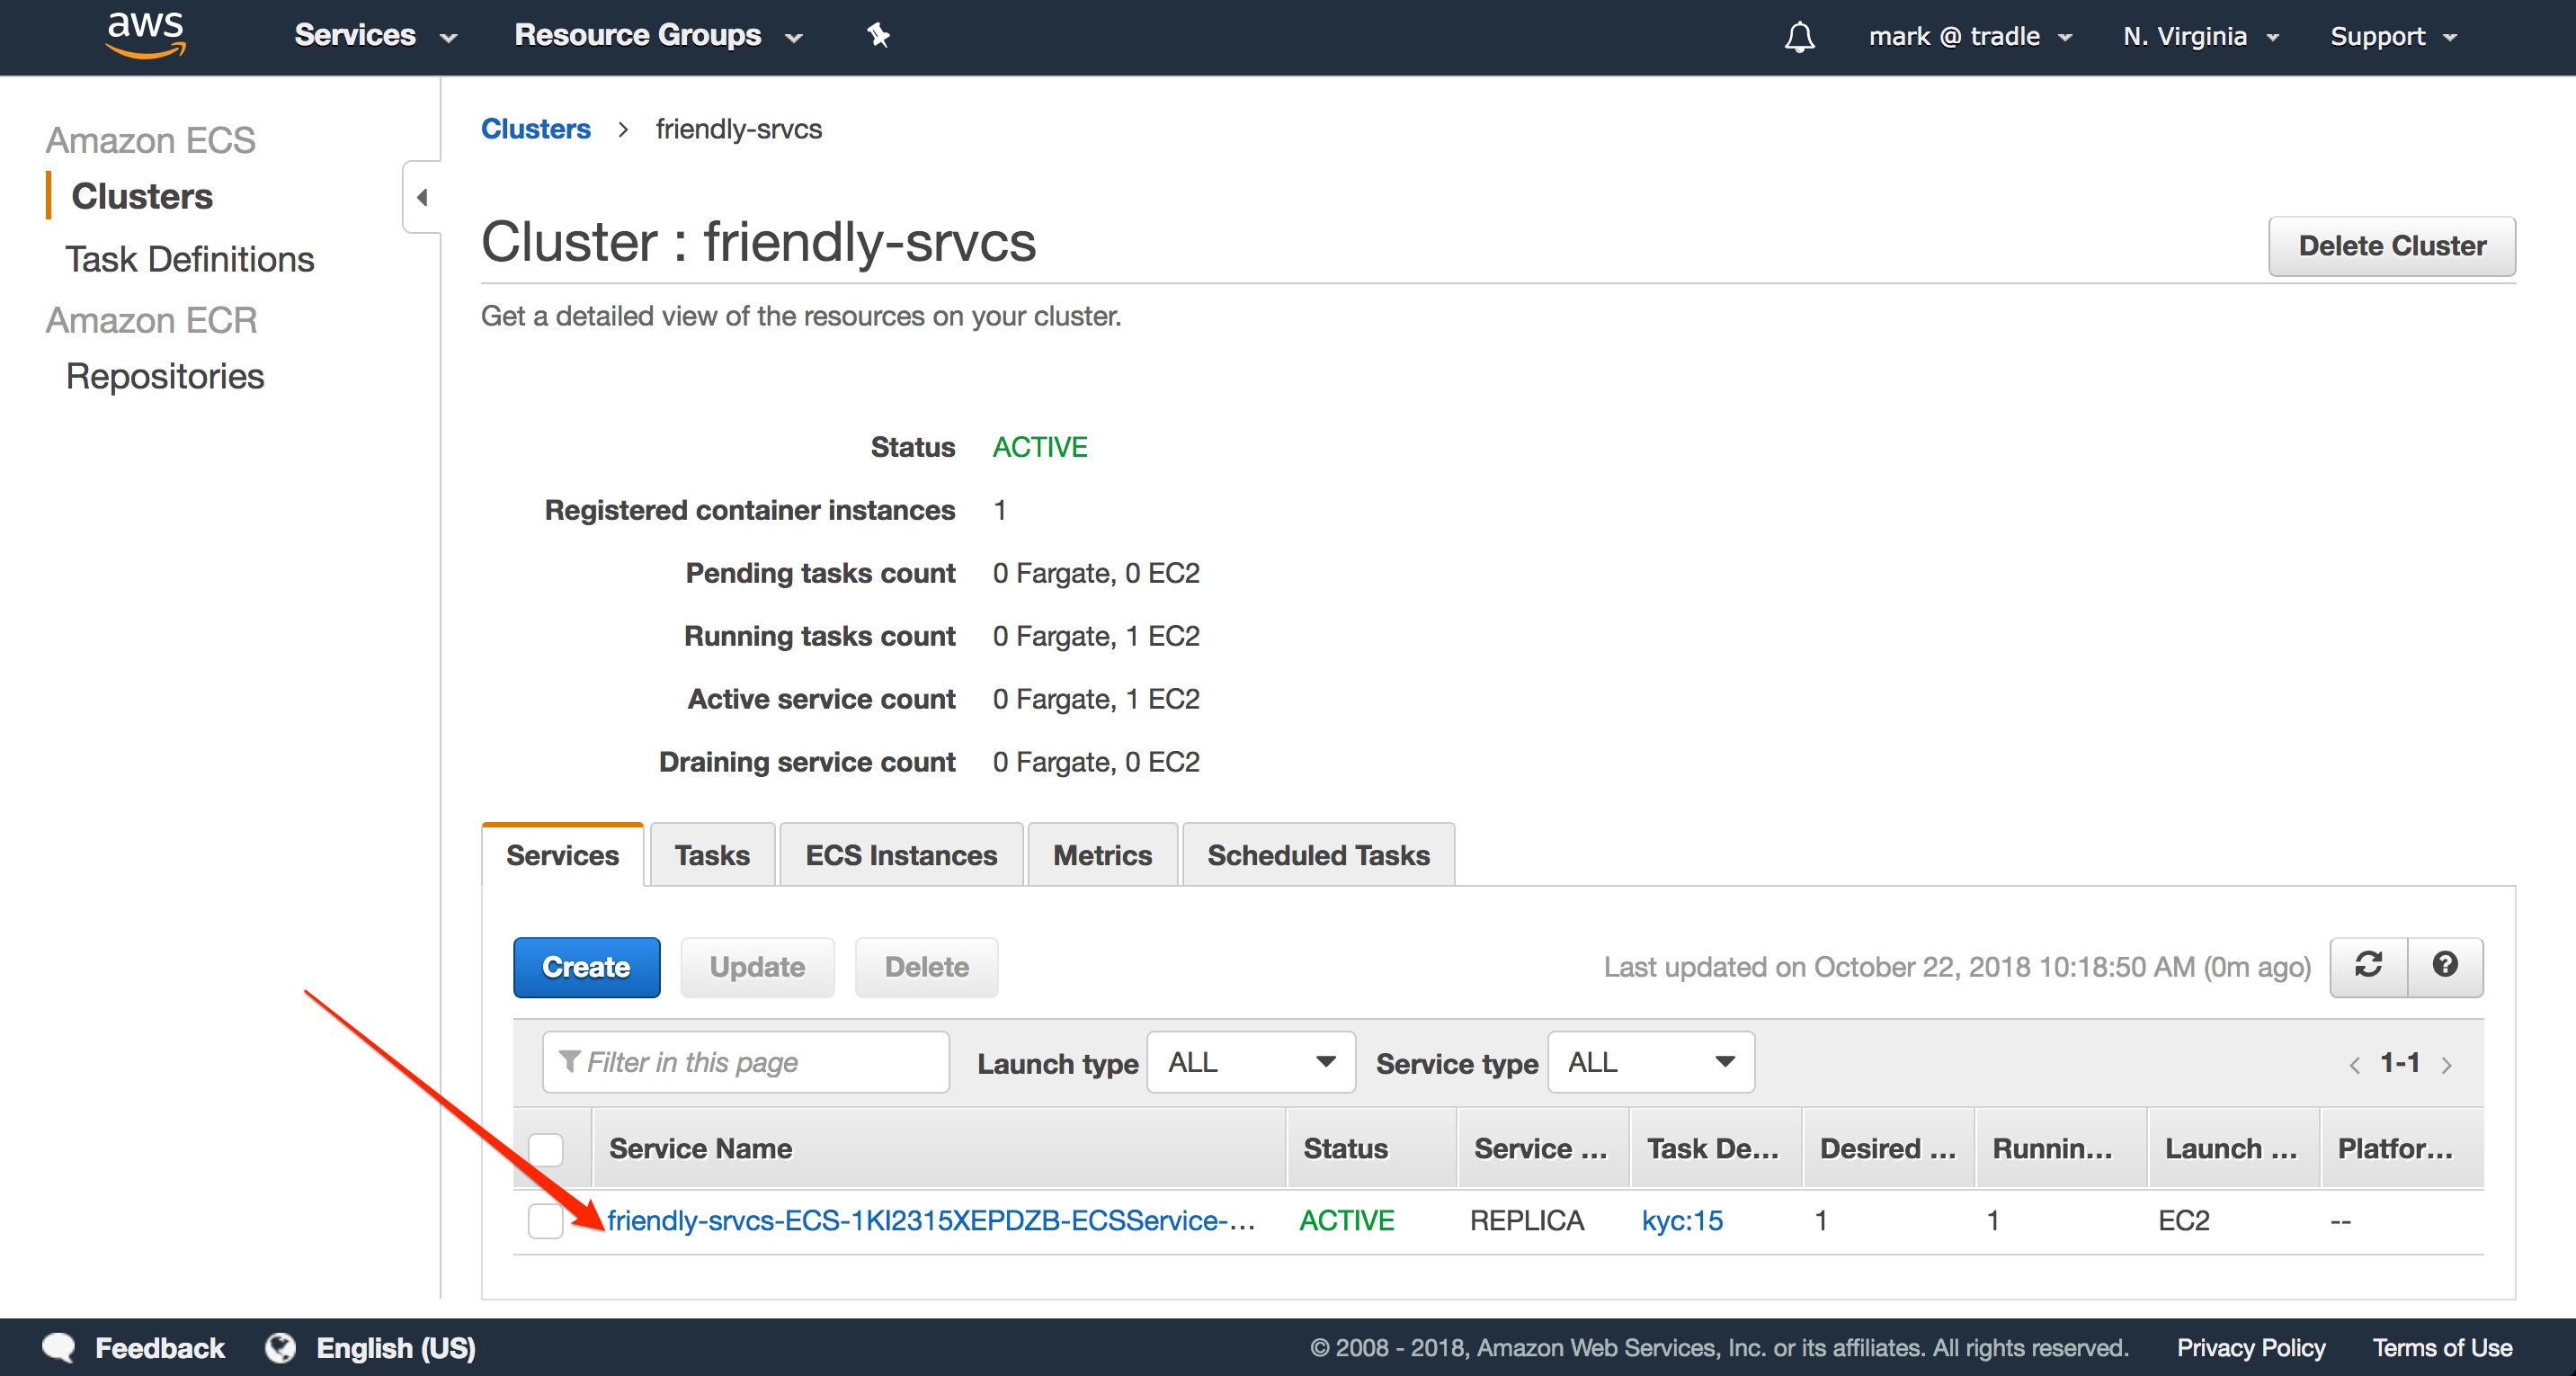 aws Services Resource Groups mark @ tradle N. Virginia Support
Amazon ECS
Clusters
Task Definitions
Amazon ECR
Repositories
Clusters > friendly-srvcs
Cluster : friendly-srvcs
Delete Cluster
Get a detailed view of the resources on your cluster.
Status ACTIVE
Registered container instances 1
Pending tasks count 0 Fargate, 0 EC2
Running tasks count 0 Fargate, 1 EC2
Active service count 0 Fargate, 1 EC2
Draining service count 0 Fargate, 0 EC2
Services Tasks ECS Instances Metrics Scheduled Tasks
Create Update Delete Last updated on October 22, 2018 10:18:50 AM (0m ago)
Filter in this page Launch type ALL Service type ALL < 1-1 >
Service Name Status Service ... Task De... Desired ... Runnin... Launch ... Platfor...
friendly-srvcs-ECS-1KI2315XEPDZB-ECSService-... ACTIVE REPLICA kyc:15 1 1 EC2 --
Feedback English (US) © 2008 - 2018, Amazon Web Services, Inc. or its affiliates. All rights reserved. Privacy Policy Terms of Use